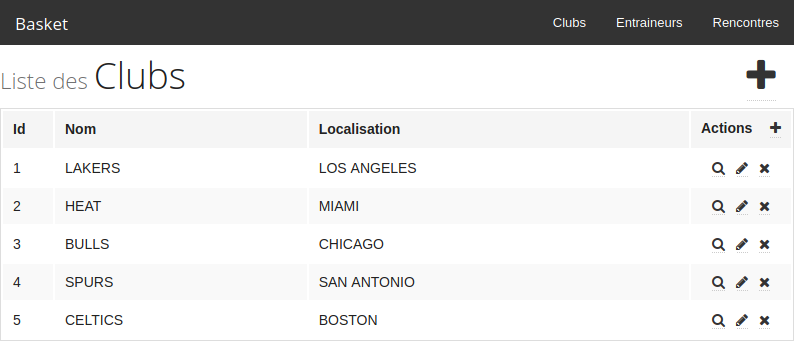 Basket Clubs Entraineurs Rencontres
Liste des Clubs
Id Nom Localisation Actions
1 LAKERS LOS ANGELES
2 HEAT MIAMI
3 BULLS CHICAGO
4 SPURS SAN ANTONIO
5 CELTICS BOSTON